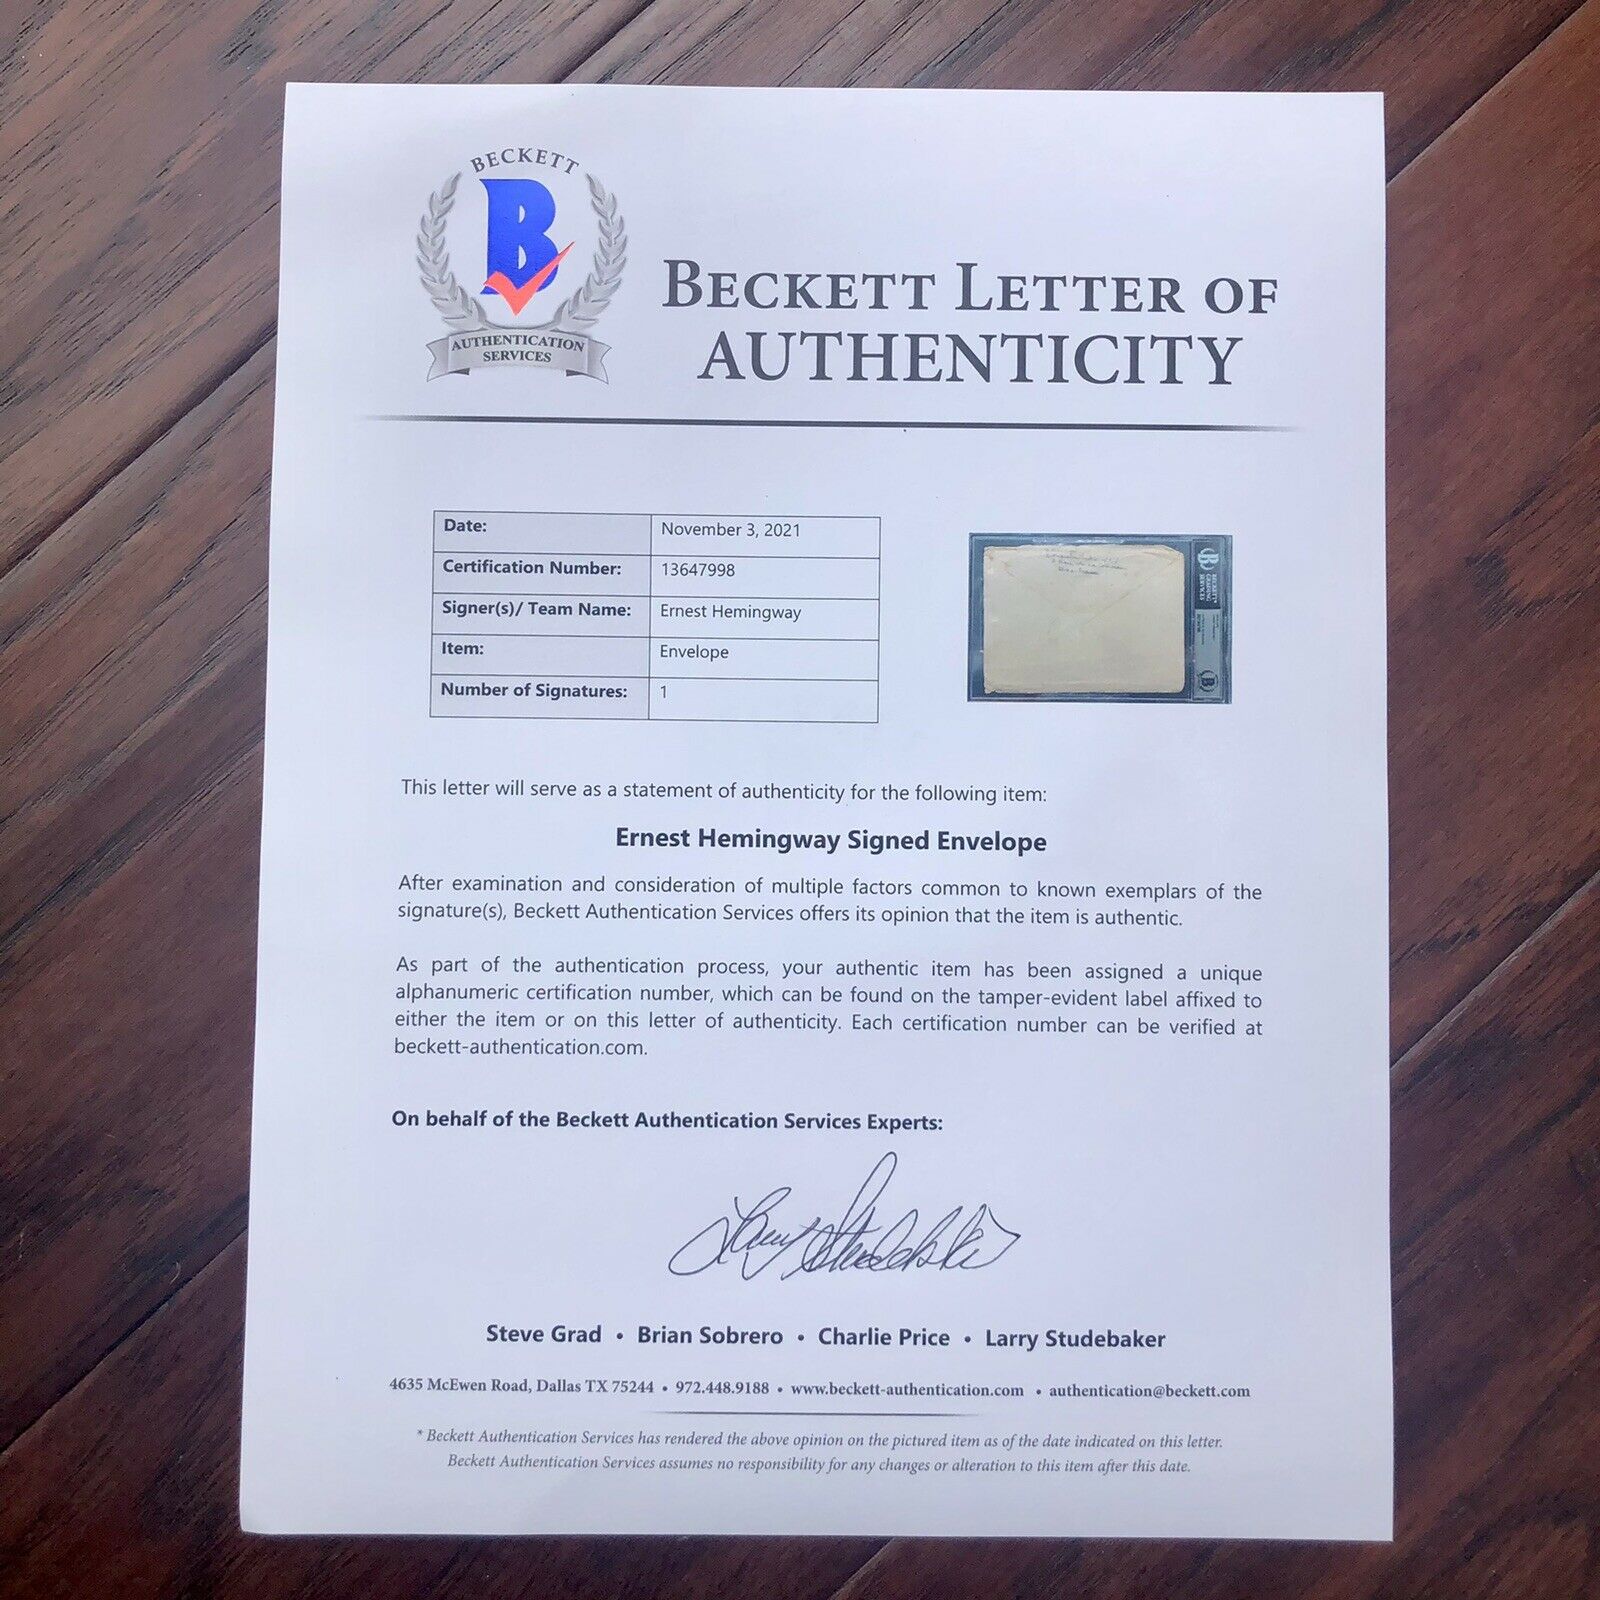 BECKETT
B
AUTHENTICATION
SERVICES
BECKETT LETTER OF
AUTHENTICITY
Date: November 3, 2021
Certification Number: 13647998
Signer(s)/ Team Name: Ernest Hemingway
Item: Envelope
Number of Signatures: 1
B
BECKETT
GRADING
SERVICES
B
This letter will serve as a statement of authenticity for the following item:
Ernest Hemingway Signed Envelope
After examination and consideration of multiple factors common to known exemplars of the
signature(s), Beckett Authentication Services offers its opinion that the item is authentic.
As part of the authentication process, your authentic item has been assigned a unique
alphanumeric certification number, which can be found on the tamper-evident label affixed to
either the item or on this letter of authenticity. Each certification number can be verified at
beckett-authentication.com.
On behalf of the Beckett Authentication Services Experts:
Larry Studebaker
Steve Grad • Brian Sobrero • Charlie Price • Larry Studebaker
4635 McEwen Road, Dallas TX 75244 • 972.448.9188 • www.beckett-authentication.com • authentication@beckett.com
* Beckett Authentication Services has rendered the above opinion on the pictured item as of the date indicated on this letter.
Beckett Authentication Services assumes no responsibility for any changes or alteration to this item after this date.